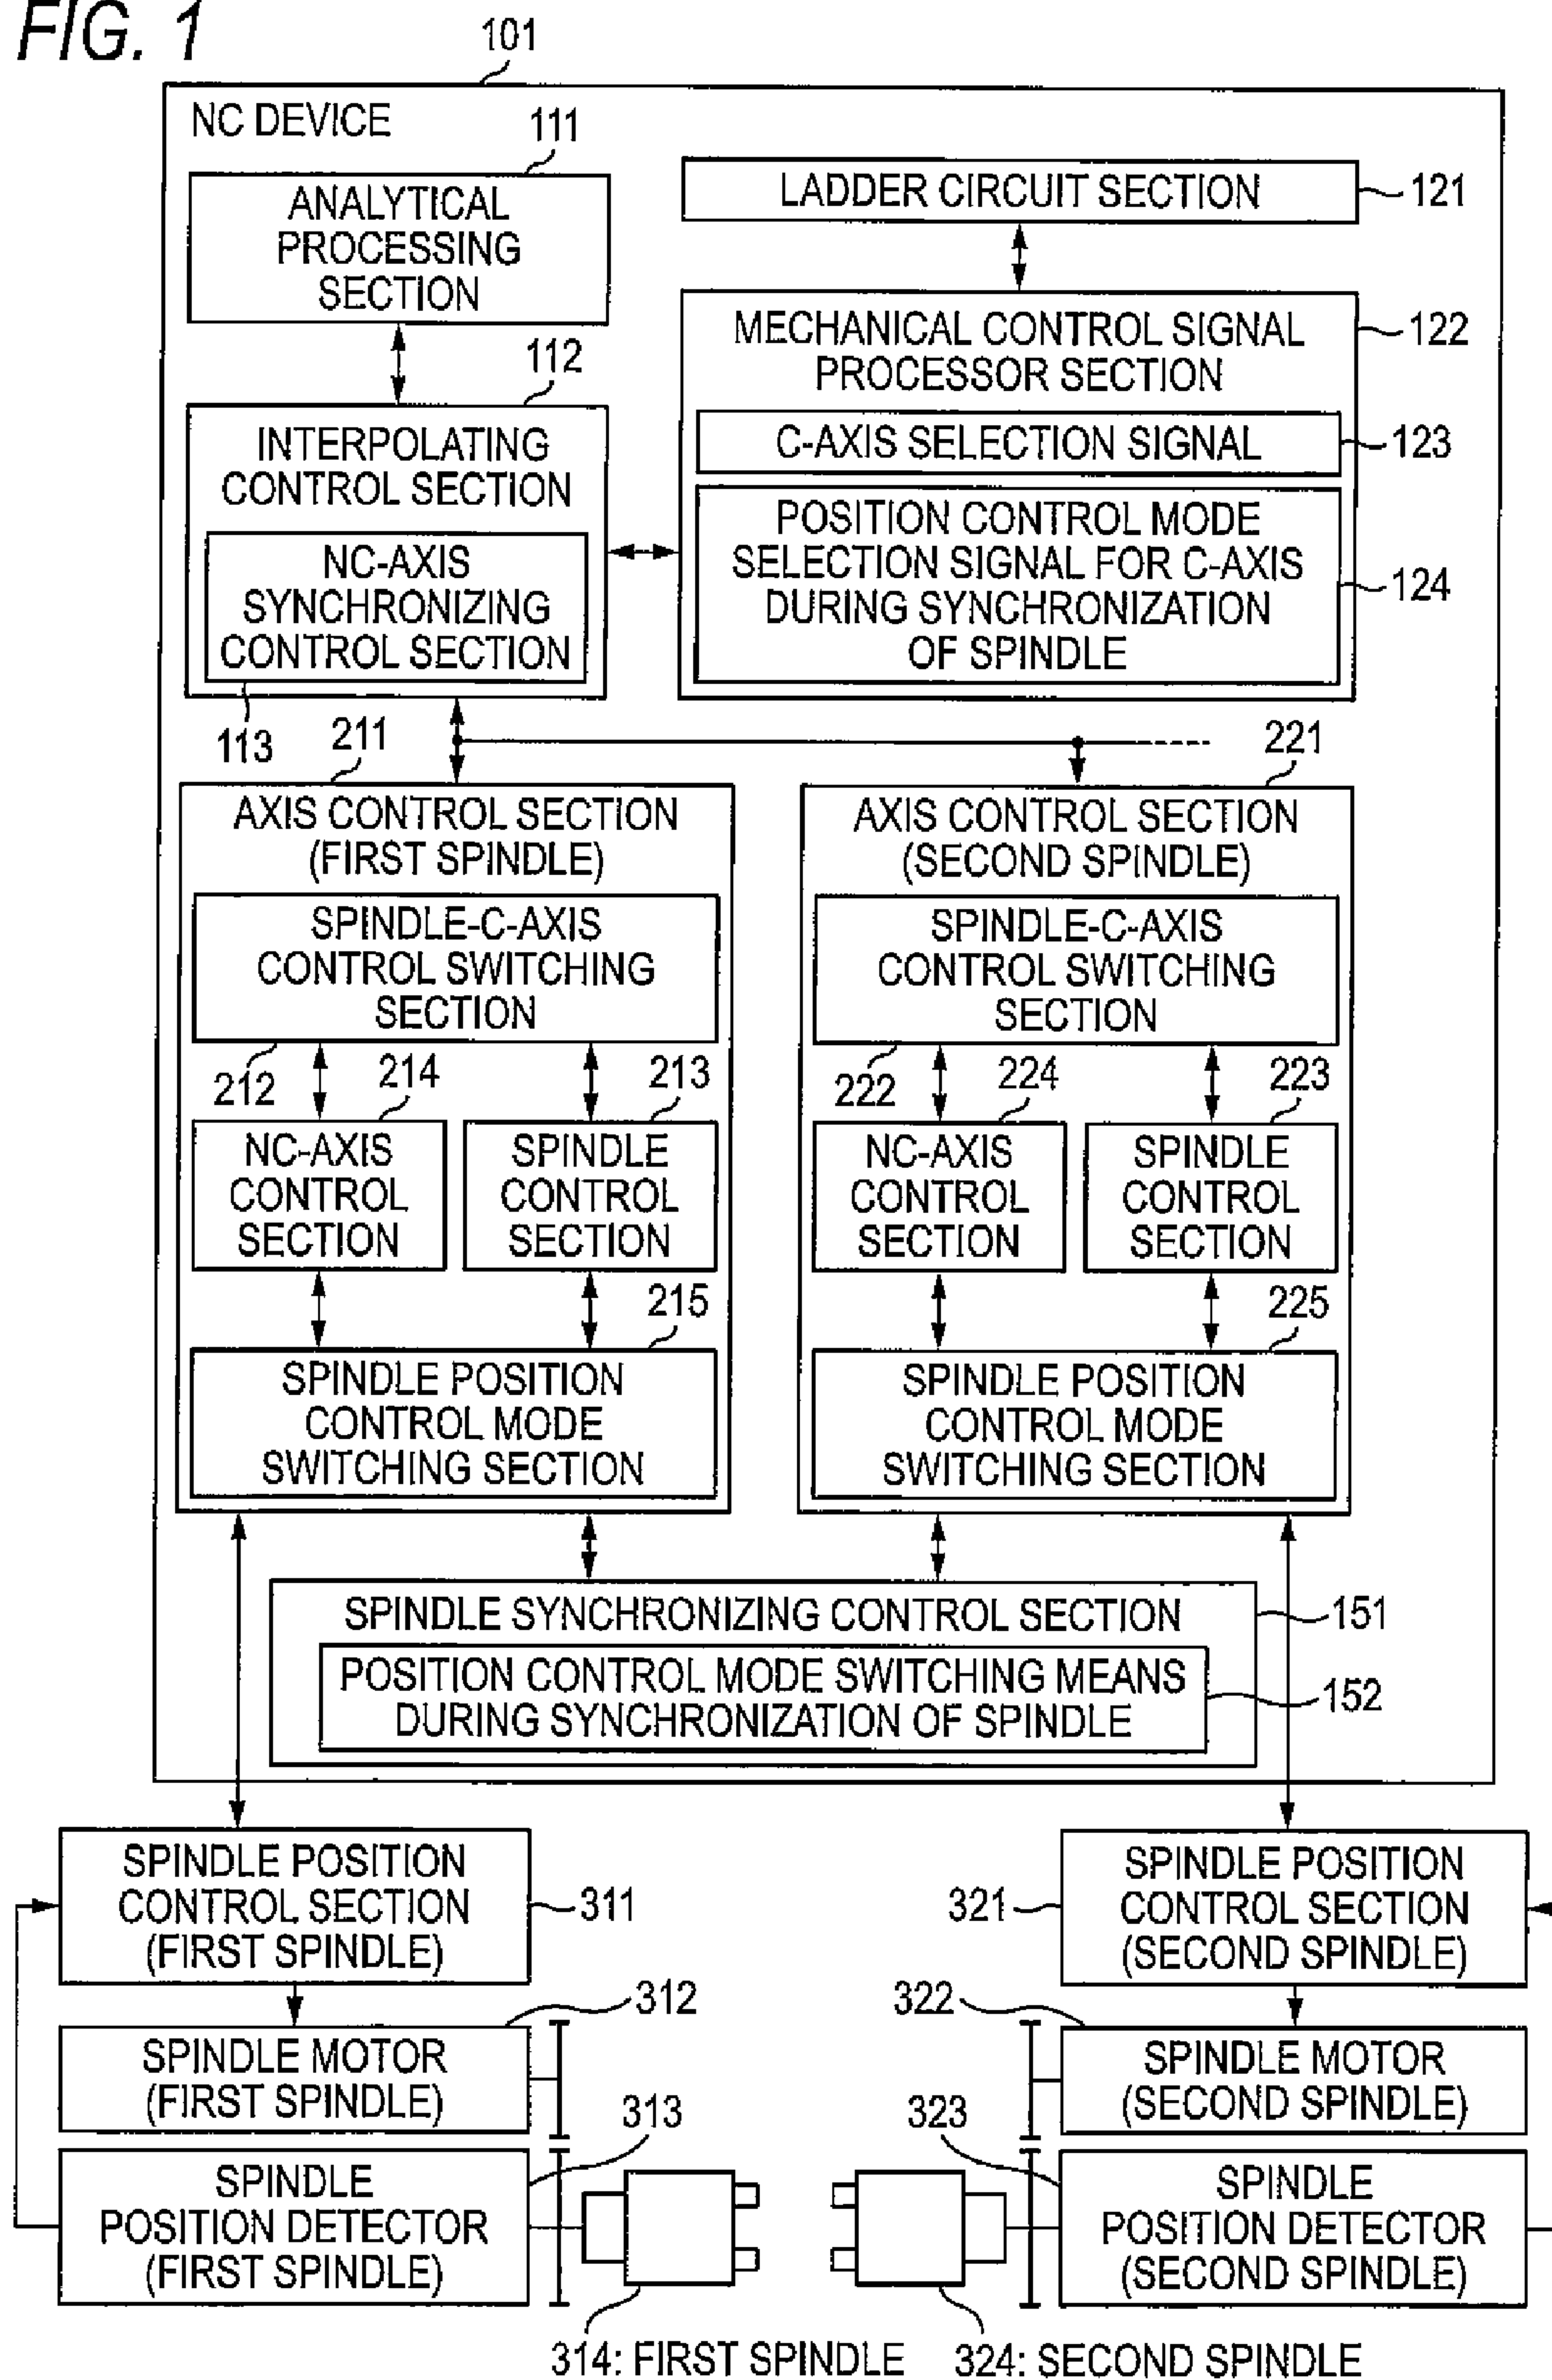 FIG. 1
101
NC DEVICE
111
ANALYTICAL
PROCESSING
SECTION
LADDER CIRCUIT SECTION
121
112
MECHANICAL CONTROL SIGNAL
PROCESSOR SECTION
122
INTERPOLATING
CONTROL SECTION
C-AXIS SELECTION SIGNAL
123
NC-AXIS
SYNCHRONIZING
CONTROL SECTION
POSITION CONTROL MODE
SELECTION SIGNAL FOR C-AXIS
DURING SYNCHRONIZATION
OF SPINDLE
124
113
211
221
AXIS CONTROL SECTION
(FIRST SPINDLE)
SPINDLE-C-AXIS
CONTROL SWITCHING
SECTION
212
214
213
NC-AXIS
CONTROL
SECTION
SPINDLE
CONTROL
SECTION
215
SPINDLE POSITION
CONTROL MODE
SWITCHING SECTION
AXIS CONTROL SECTION
(SECOND SPINDLE)
SPINDLE-C-AXIS
CONTROL SWITCHING
SECTION
222
224
223
NC-AXIS
CONTROL
SECTION
SPINDLE
CONTROL
SECTION
225
SPINDLE POSITION
CONTROL MODE
SWITCHING SECTION
SPINDLE SYNCHRONIZING CONTROL SECTION
151
POSITION CONTROL MODE SWITCHING MEANS
DURING SYNCHRONIZATION OF SPINDLE
152
SPINDLE POSITION
CONTROL SECTION
(FIRST SPINDLE)
311
321
SPINDLE POSITION
CONTROL SECTION
(SECOND SPINDLE)
312
322
SPINDLE MOTOR
(FIRST SPINDLE)
SPINDLE MOTOR
(SECOND SPINDLE)
313
323
SPINDLE
POSITION DETECTOR
(FIRST SPINDLE)
SPINDLE
POSITION DETECTOR
(SECOND SPINDLE)
314: FIRST SPINDLE
324: SECOND SPINDLE